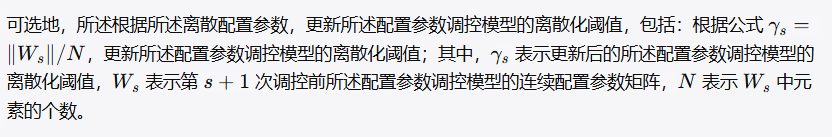 可选地，所述根据所述离散配置参数，更新所述配置参数调控模型的离散化阈值，包括：根据公式 γₛ =
∥Wₛ∥/N，更新所述配置参数调控模型的离散化阈值；其中，γₛ 表示更新后的所述配置参数调控模型的
离散化阈值，Wₛ 表示第 s + 1 次调控前所述配置参数调控模型的连续配置参数矩阵，N 表示 Wₛ 中元
素的个数。